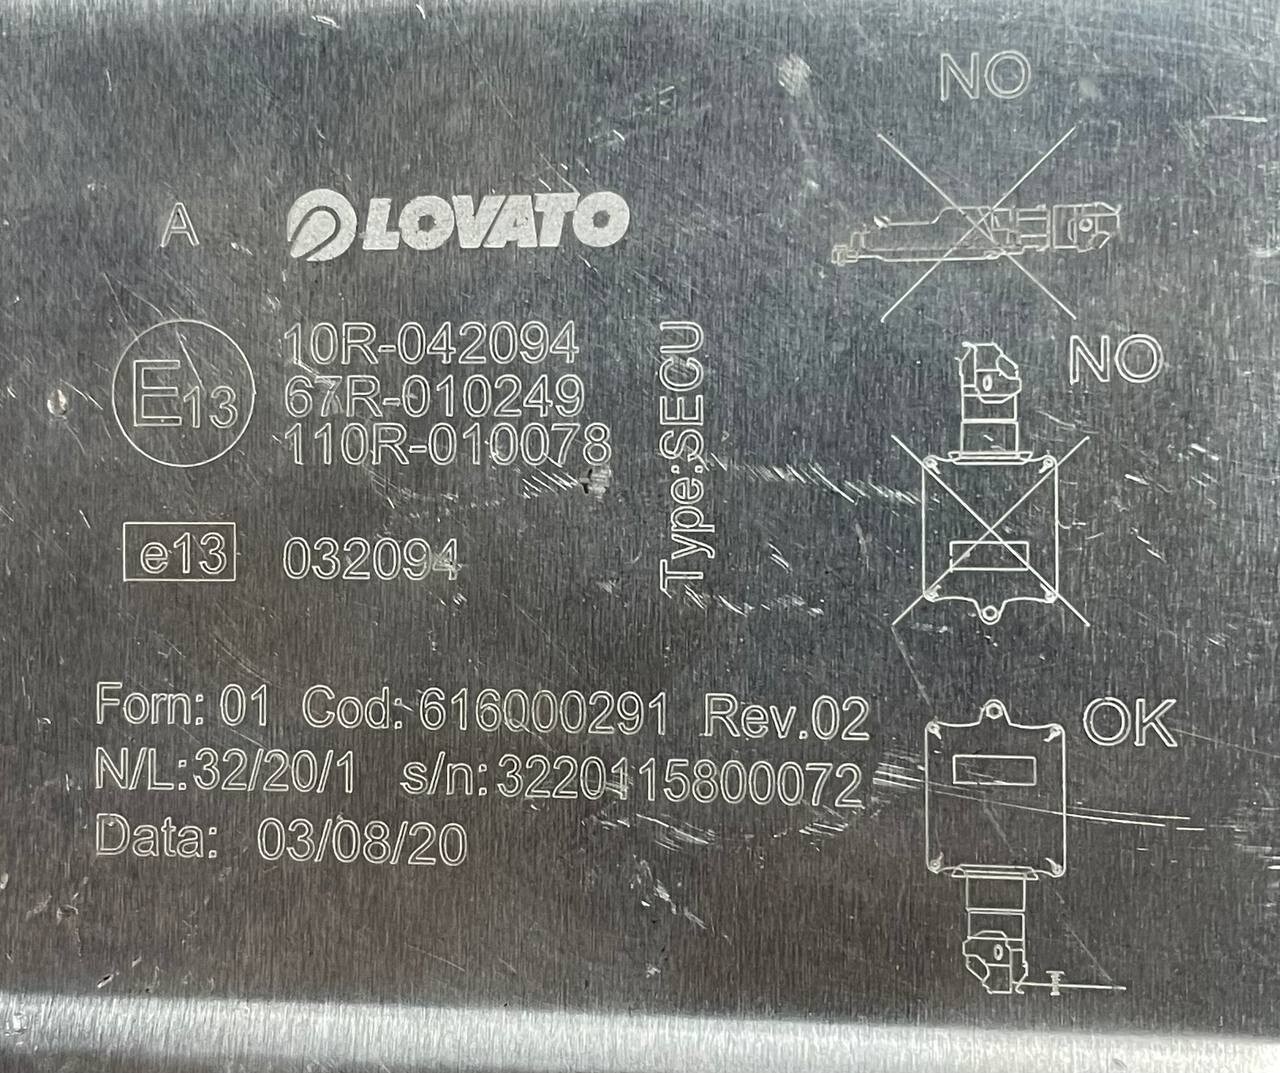 NO
A LOVATO
E13
10R-042094
67R-010249
110R-010078
Type:SECU
NO
e13 032094
Forn: 01 Cod:616000291 Rev.02
N/L:32/20/1 s/n:3220115800072
Data: 03/08/20
OK